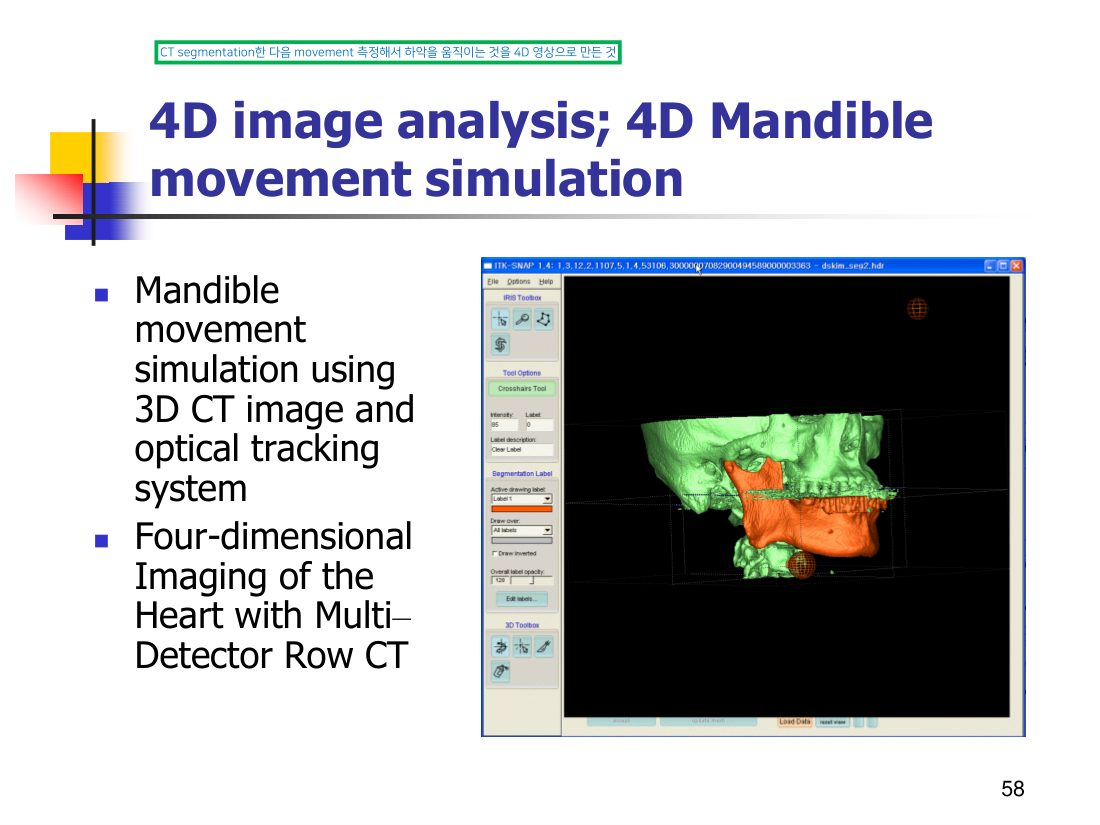 CT segmentation한 다음 movement 측정해서 하악을 움직이는 것을 4D 영상으로 만든 것
4D image analysis; 4D Mandible
movement simulation
Mandible
movement
simulation using
3D CT image and
optical tracking
system
Four-dimensional
Imaging of the
Heart with Multi–
Detector Row CT
File Options Help
IRIS Toolbox
Tool Options
Crosshairs Tool
Intensity: Label:
85 0
Label description:
Clear Label
Segmentation Label
Active drawing label:
Label 1
Draw over:
All labels
Draw inverted
Overall label opacity:
128
Edit labels...
3D Toolbox
accept update mesh Load Data reset view
58